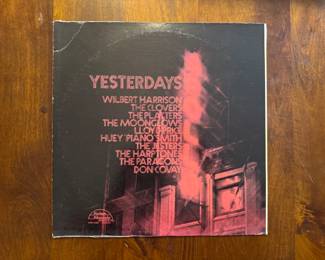 YESTERDAYS
WILBERT HARRISON
THE CLOVERS
THE PLATTERS
THE MOONGLOWS
LLOYD PRICE
HUEY "PIANO" SMITH
THE JESTERS
THE HARPTONES
THE PARAGONS
DON COVAY